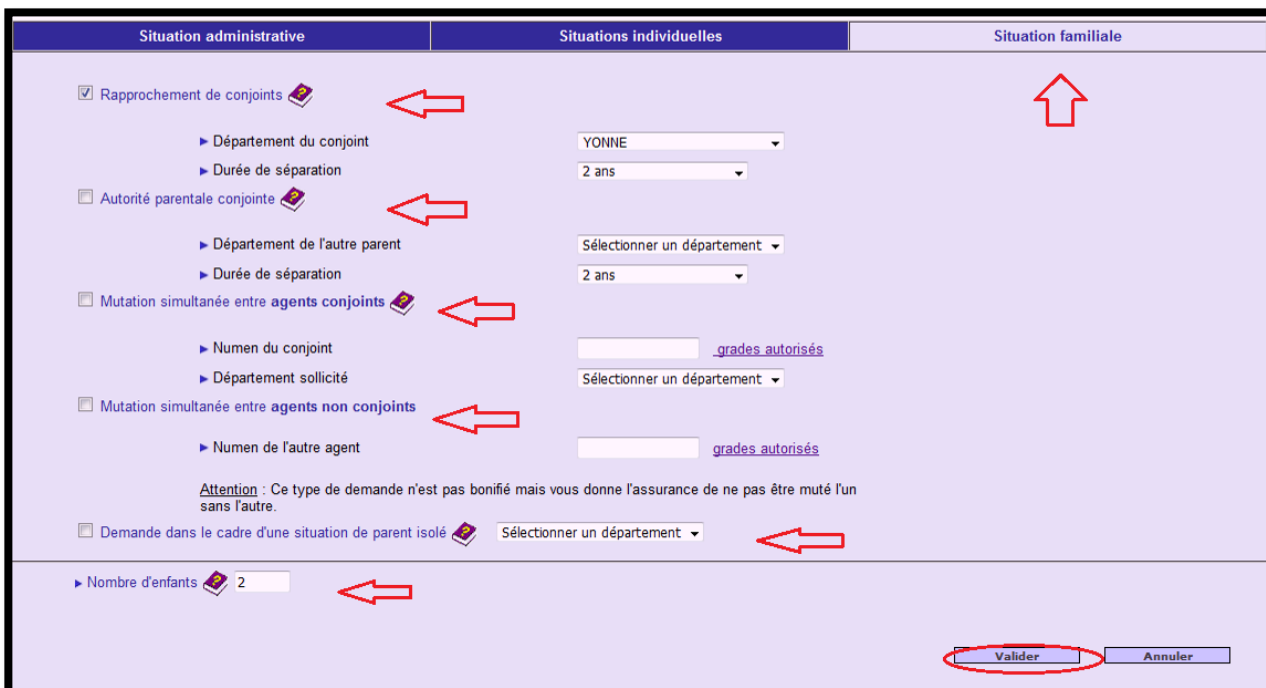 Situation administrative Situations individuelles Situation familiale
Rapprochement de conjoints ?
Département du conjoint YONNE
Durée de séparation 2 ans
Autorité parentale conjointe ?
Département de l'autre parent Sélectionner un département
Durée de séparation 2 ans
Mutation simultanée entre agents conjoints ?
Numen du conjoint grades autorisés
Département sollicité Sélectionner un département
Mutation simultanée entre agents non conjoints
Numen de l'autre agent grades autorisés
Attention : Ce type de demande n'est pas bonifié mais vous donne l'assurance de ne pas être muté l'un
sans l'autre.
Demande dans le cadre d'une situation de parent isolé ? Sélectionner un département
Nombre d'enfants ? 2
Valider Annuler